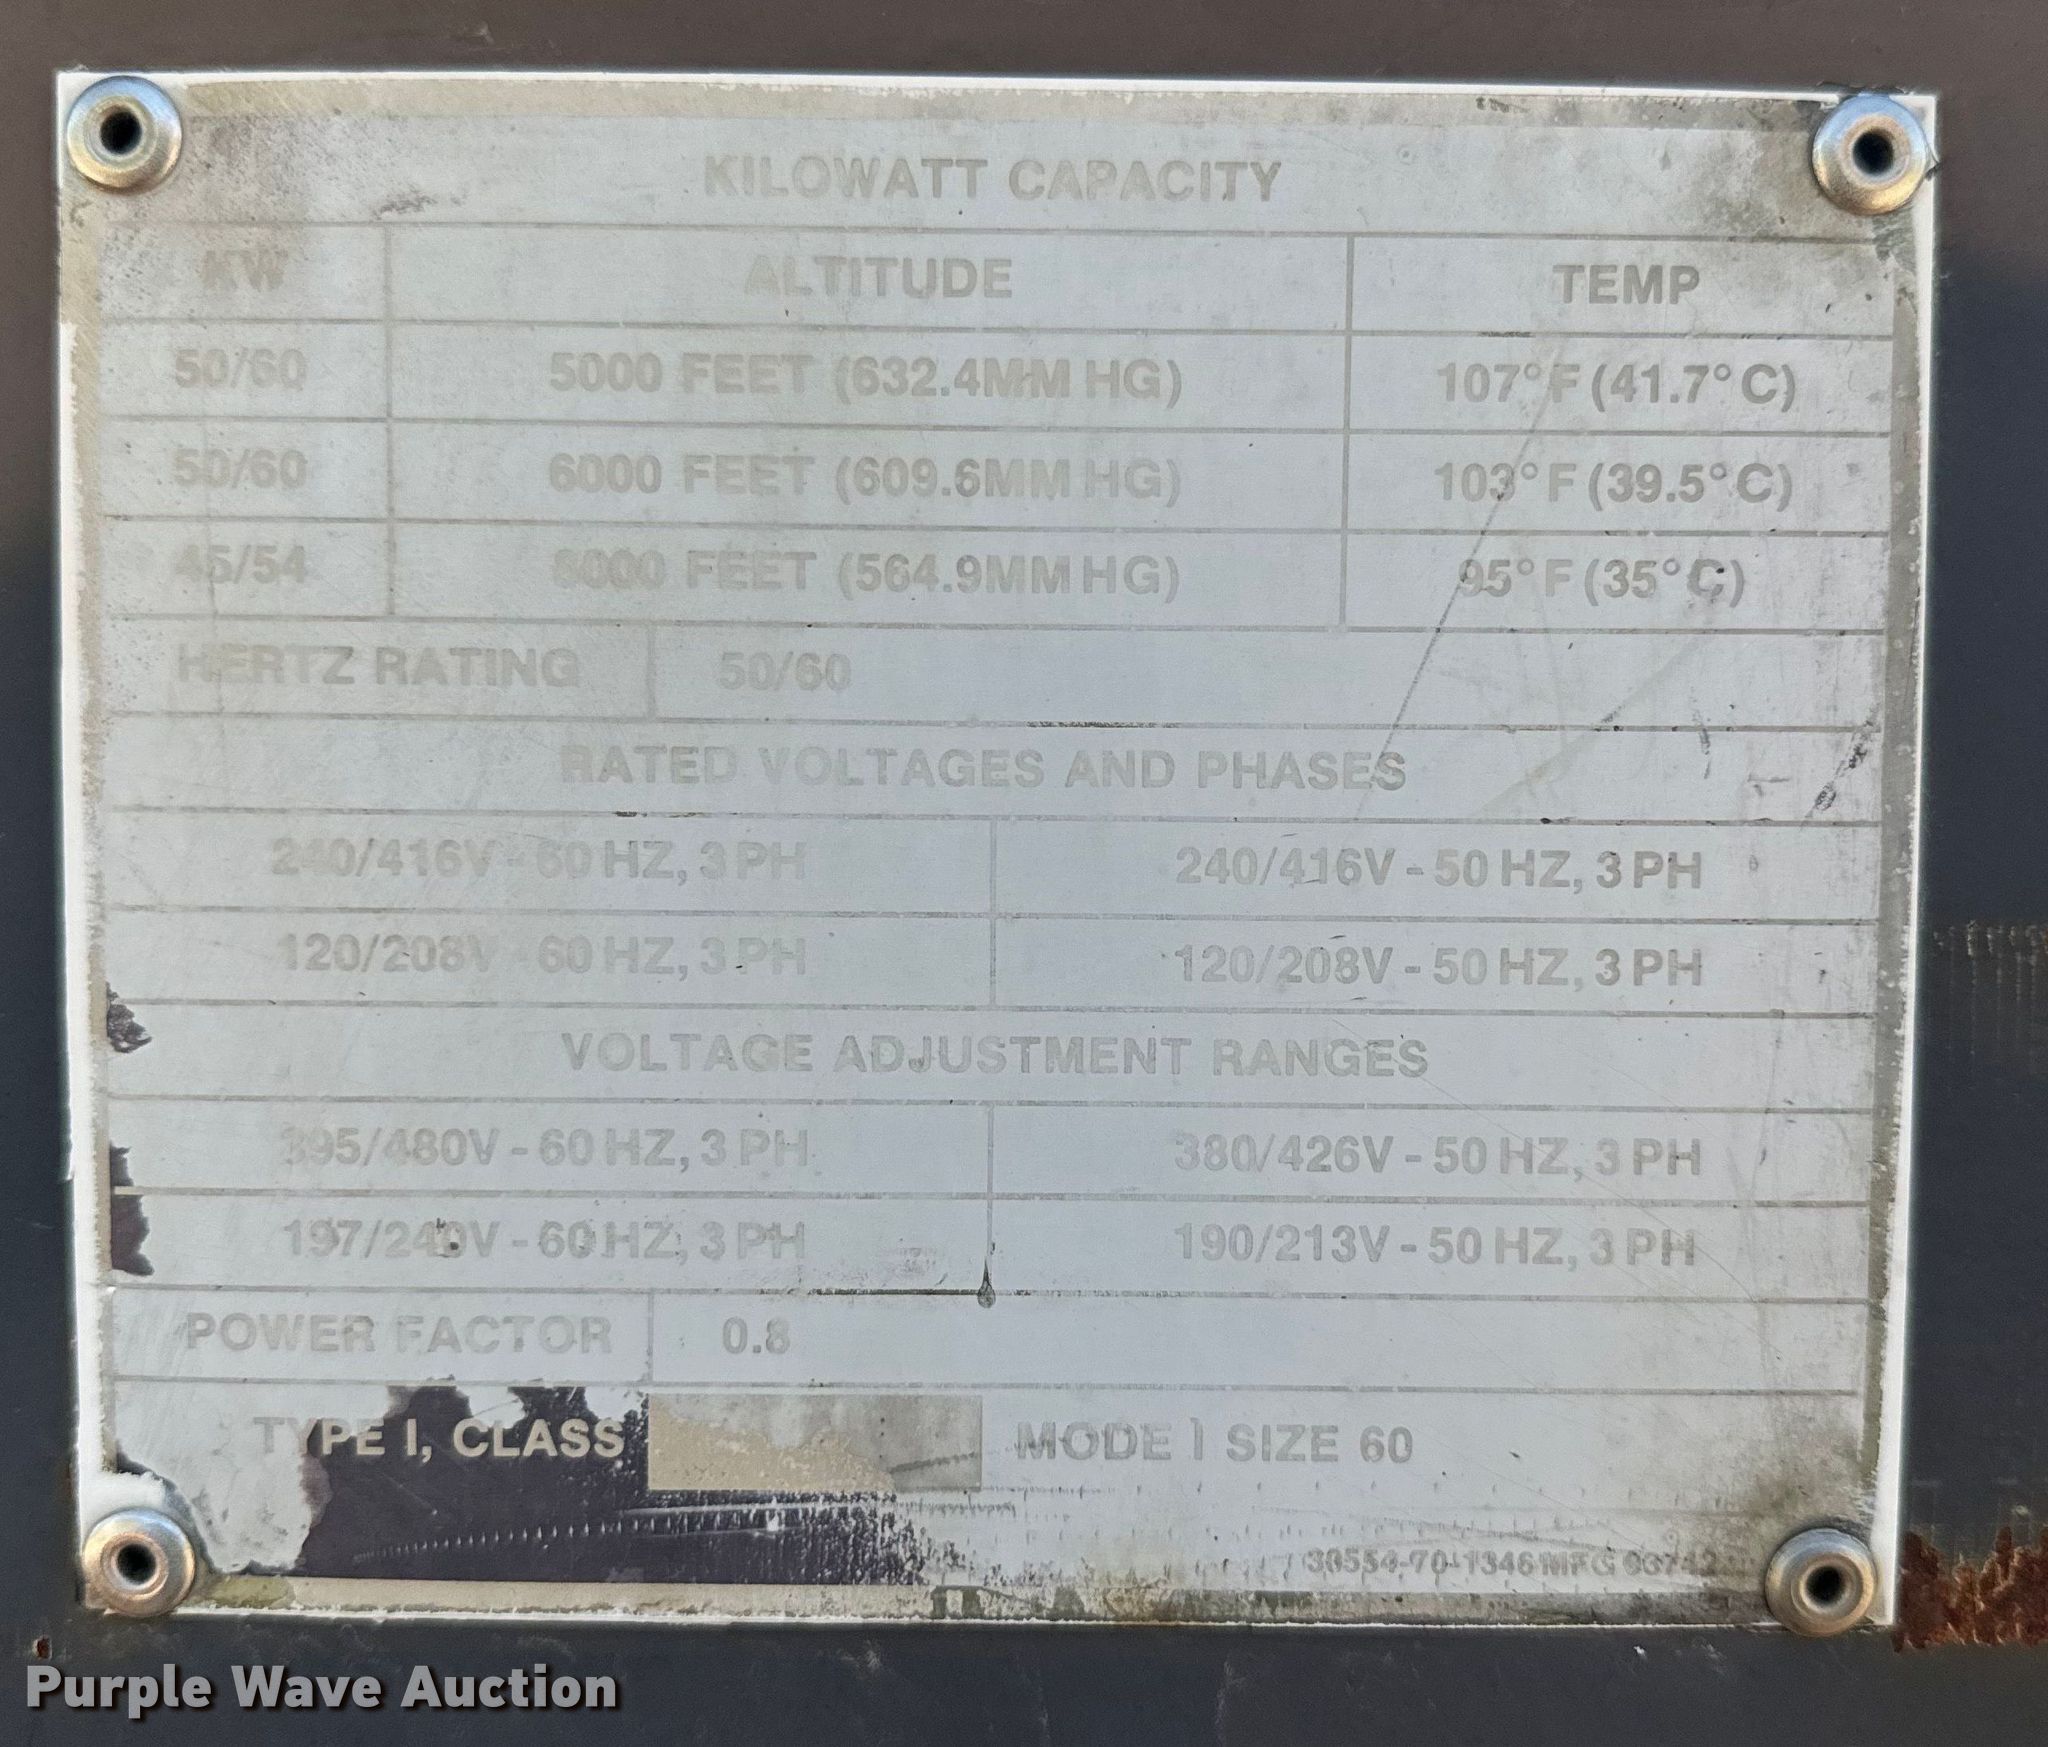 KILOWATT CAPACITY
KW ALTITUDE TEMP
50/60 5000 FEET (632.4MM HG) 107°F (41.7°C)
50/60 6000 FEET (609.6MM HG) 103°F (39.5°C)
45/54 8000 FEET (564.9MM HG) 95°F (35°C)
HERTZ RATING 50/60
RATED VOLTAGES AND PHASES
240/416V - 60 HZ, 3 PH 240/416V - 50 HZ, 3 PH
120/208V - 60 HZ, 3 PH 120/208V - 50 HZ, 3 PH
VOLTAGE ADJUSTMENT RANGES
395/480V - 60 HZ, 3 PH 380/426V - 50 HZ, 3 PH
197/240V - 60 HZ, 3 PH 190/213V - 50 HZ, 3 PH
POWER FACTOR 0.8
TYPE I, CLASS MODE I SIZE 60
30554-70-1346 MFG
Purple Wave Auction